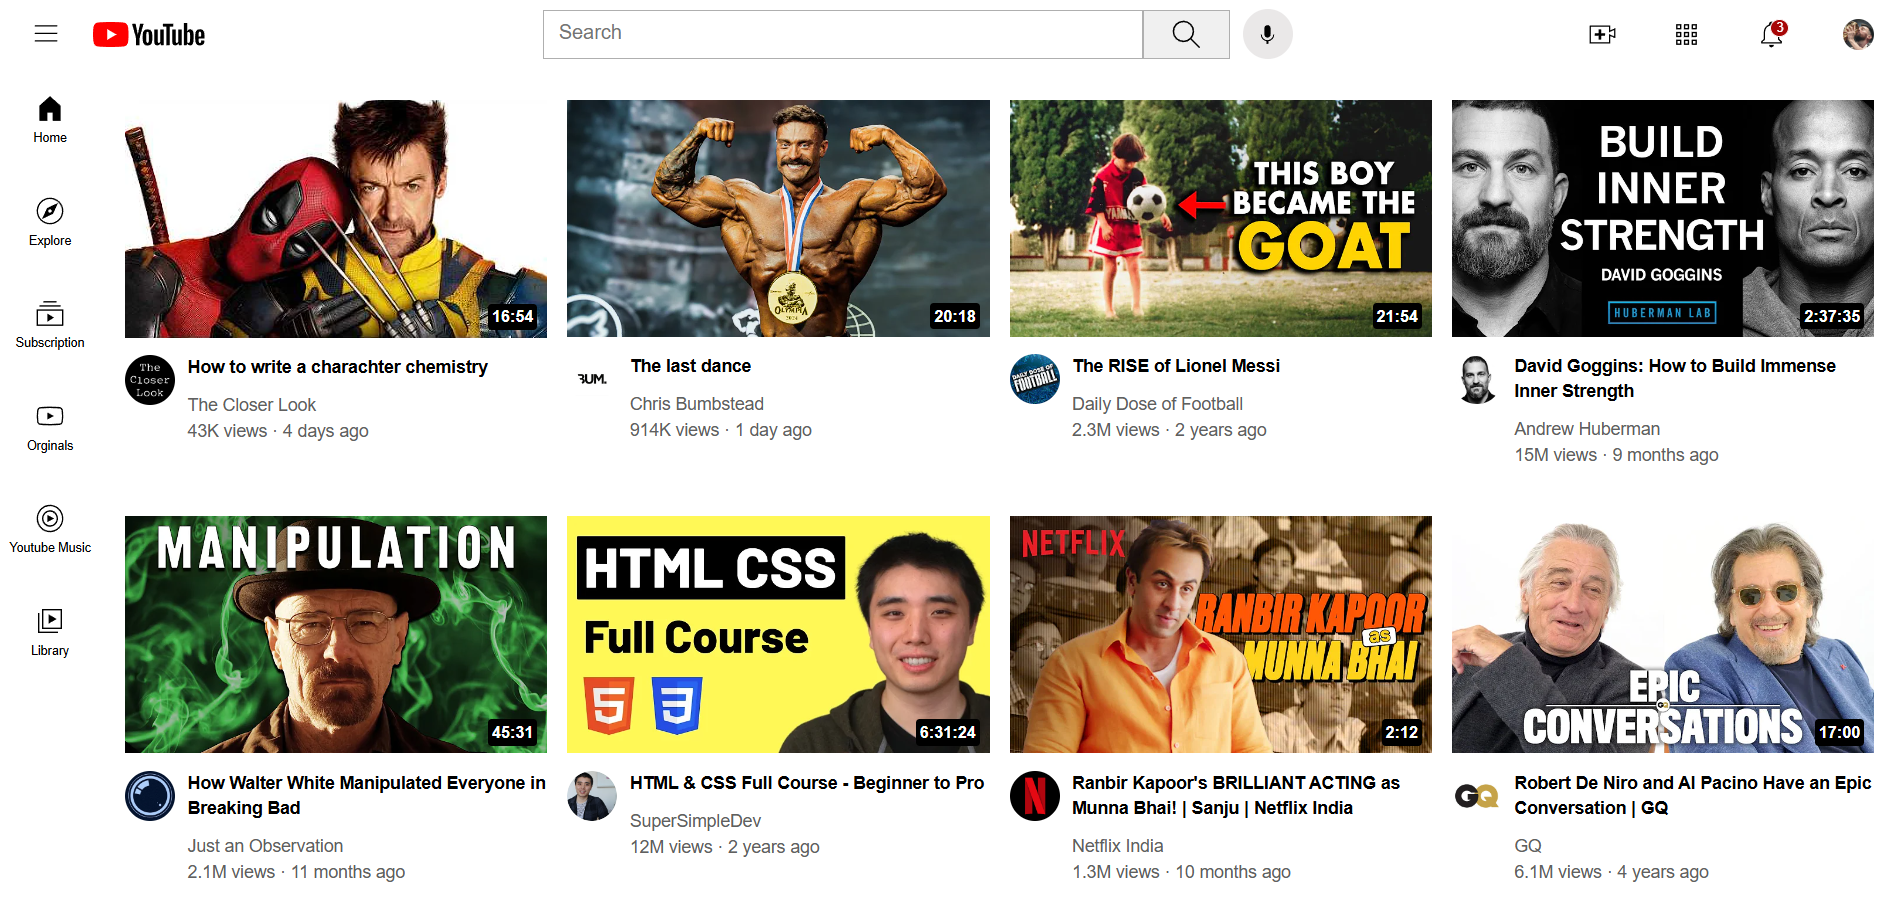 YouTube
Search
3
Home
Explore
Subscription
Orginals
Youtube Music
Library
16:54
The
Closer
Look
How to write a charachter chemistry
The Closer Look
43K views · 4 days ago
OLYMPIA
20:18
BUM.
The last dance
Chris Bumbstead
914K views · 1 day ago
THIS BOY
BECAME THE
GOAT
21:54
DAILY DOSE OF
FOOTBALL
The RISE of Lionel Messi
Daily Dose of Football
2.3M views · 2 years ago
BUILD
INNER
STRENGTH
DAVID GOGGINS
HUBERMAN LAB
2:37:35
David Goggins: How to Build Immense
Inner Strength
Andrew Huberman
15M views · 9 months ago
MANIPULATION
45:31
How Walter White Manipulated Everyone in
Breaking Bad
Just an Observation
2.1M views · 11 months ago
HTML CSS
Full Course
5 3
6:31:24
HTML & CSS Full Course - Beginner to Pro
SuperSimpleDev
12M views · 2 years ago
NETFLIX
RANBIR KAPOOR
as
MUNNA BHAI
2:12
N
Ranbir Kapoor's BRILLIANT ACTING as
Munna Bhai! | Sanju | Netflix India
Netflix India
1.3M views · 10 months ago
EPIC
GQ
CONVERSATIONS
17:00
GQ
Robert De Niro and Al Pacino Have an Epic
Conversation | GQ
GQ
6.1M views · 4 years ago